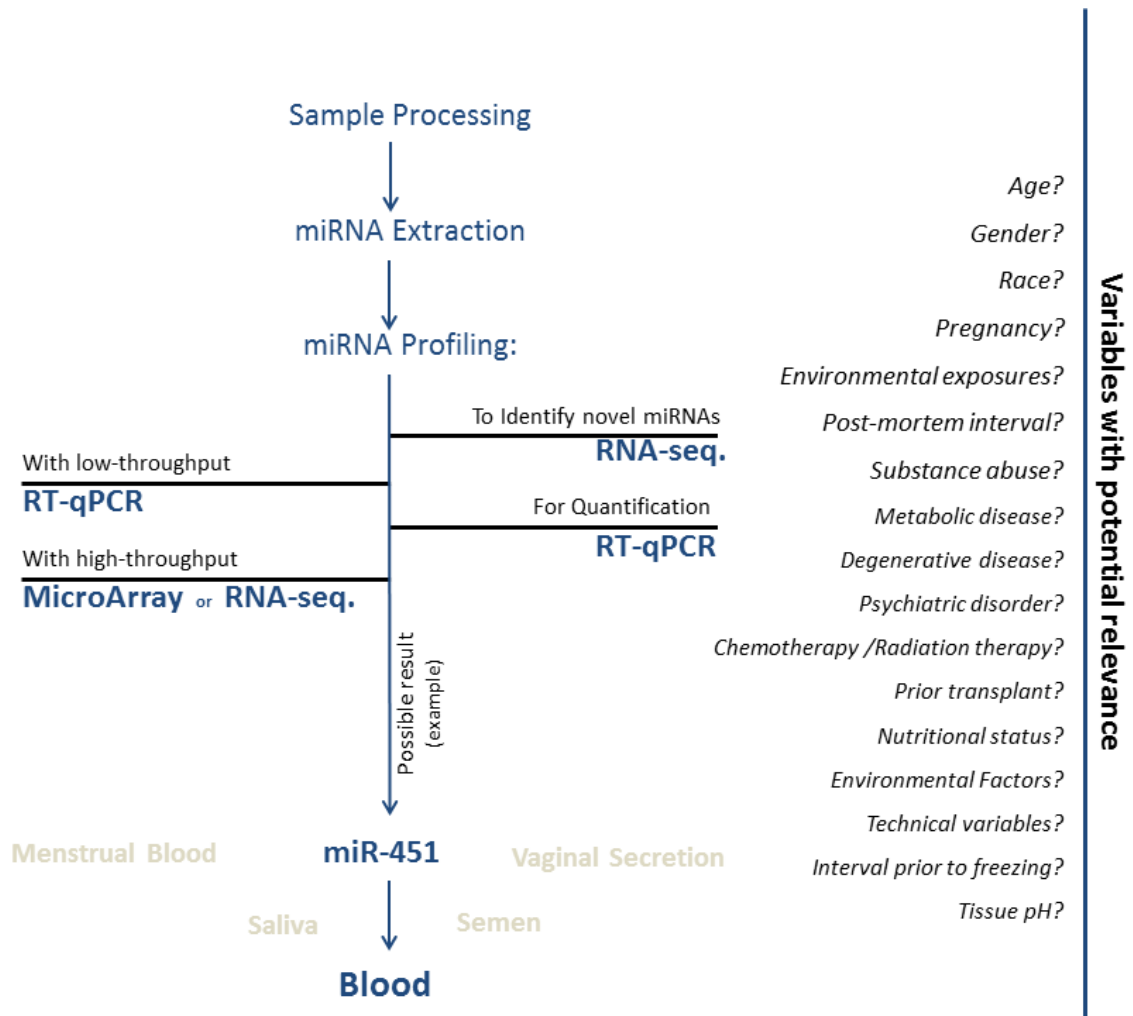 Sample Processing
miRNA Extraction
miRNA Profiling:
To Identify novel miRNAs
RNA-seq.
With low-throughput
RT-qPCR
For Quantification
RT-qPCR
With high-throughput
MicroArray or RNA-seq.
Possible result
(example)
miR-451
Menstrual Blood
Vaginal Secretion
Saliva
Semen
Blood
Age?
Gender?
Race?
Pregnancy?
Environmental exposures?
Post-mortem interval?
Substance abuse?
Metabolic disease?
Degenerative disease?
Psychiatric disorder?
Chemotherapy /Radiation therapy?
Prior transplant?
Nutritional status?
Environmental Factors?
Technical variables?
Interval prior to freezing?
Tissue pH?
Variables with potential relevance